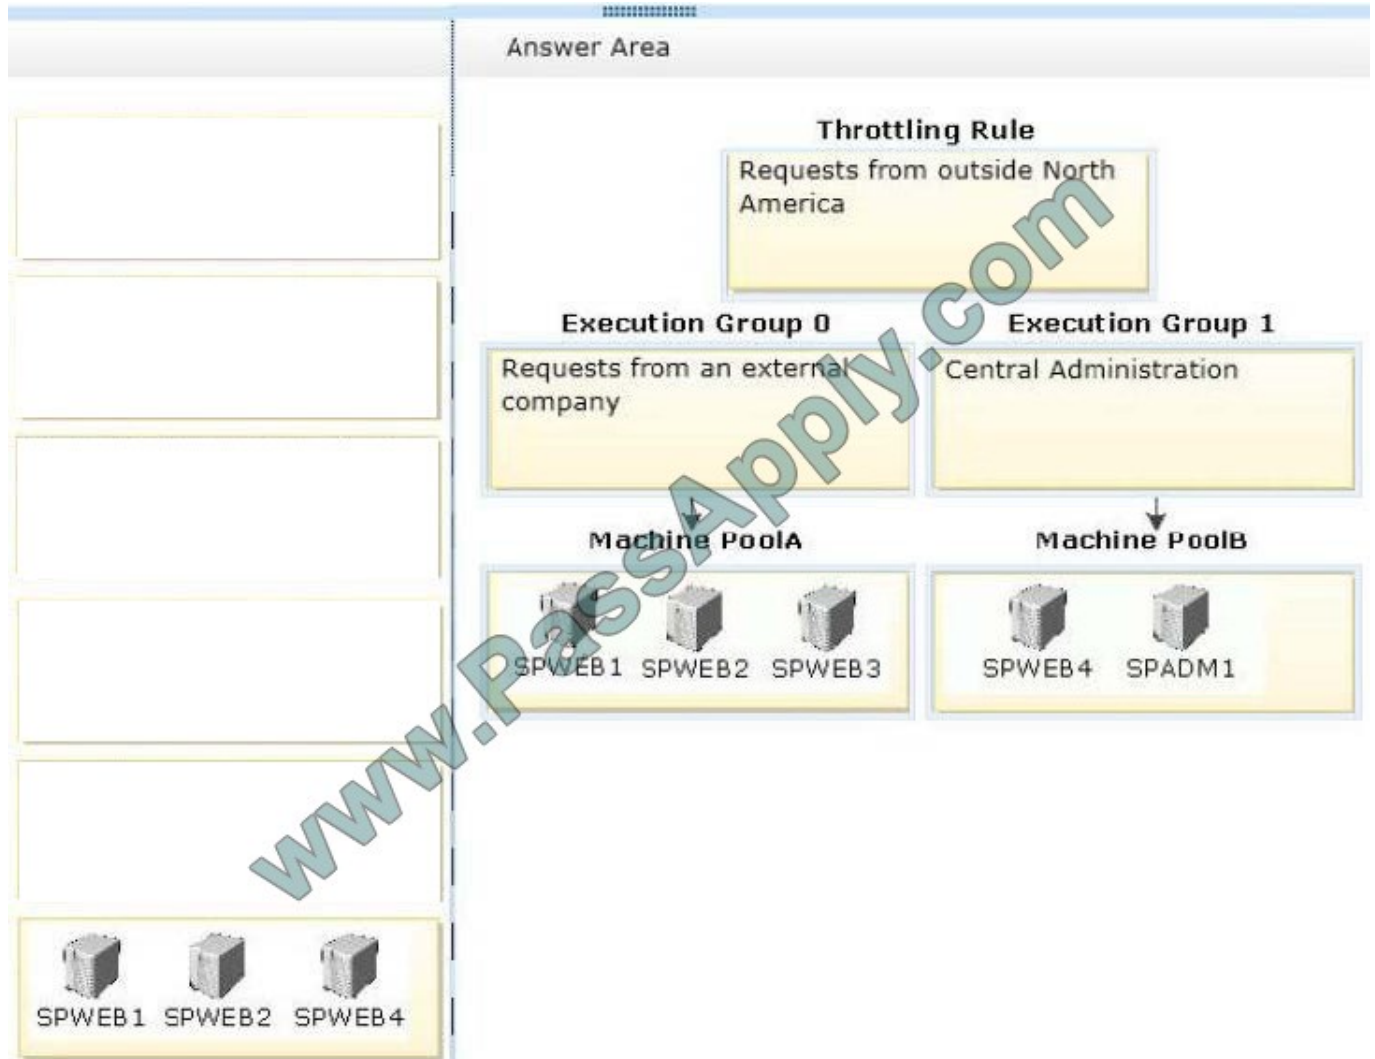 Answer Area
Throttling Rule
Requests from outside North
America
Execution Group 0
Execution Group 1
Requests from an external
company
Central Administration
Machine PoolA
Machine PoolB
SPWEB1 SPWEB2 SPWEB3
SPWEB4 SPADM1
SPWEB1 SPWEB2 SPWEB4
www.PassApply.com